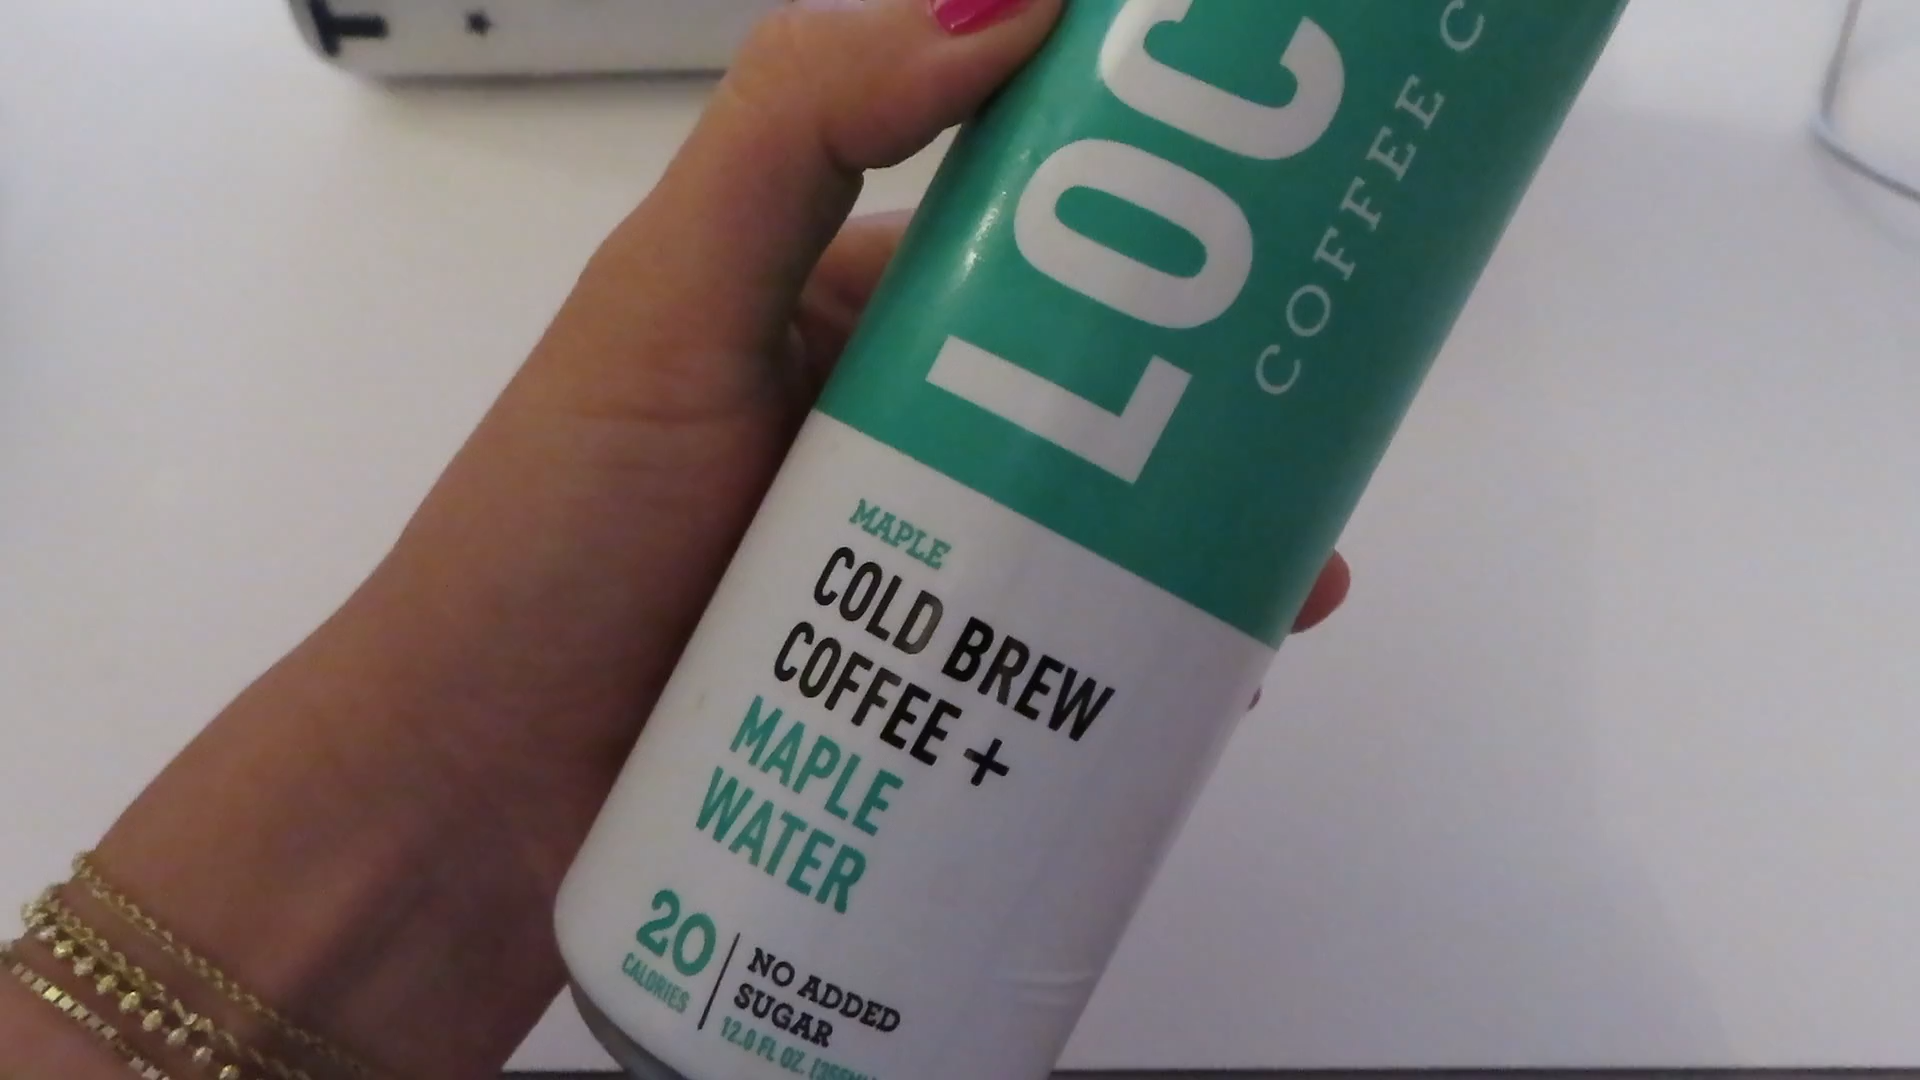 LOC
COFFEE C
MAPLE
COLD BREW
COFFEE +
MAPLE
WATER
20
CALORIES
NO ADDED
SUGAR
12.0 FL OZ.